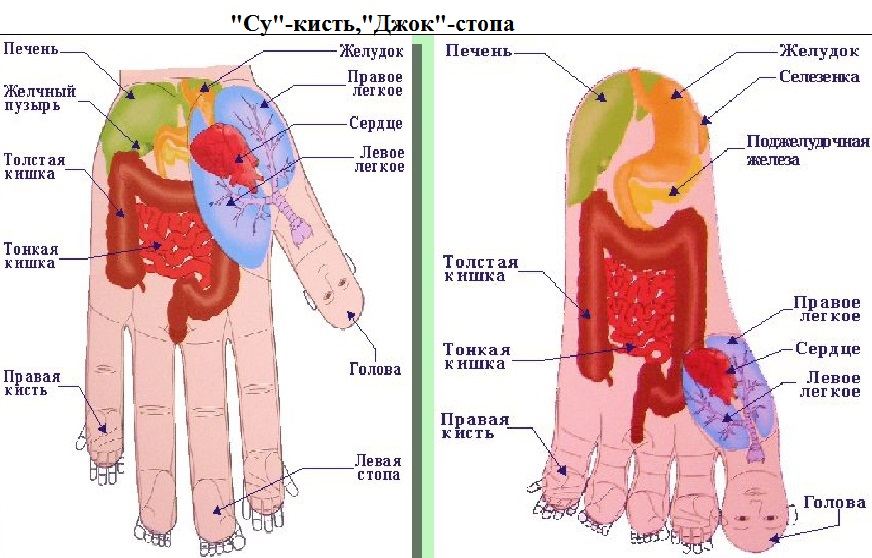 "Су"-кисть,"Джок"-стопа
Печень
Желчный
пузырь
Толстая
кишка
Тонкая
кишка
Правая
кисть
Желудок
Правое
легкое
Сердце
Левое
легкое
Голова
Левая
стопа
Печень
Толстая
кишка
Тонкая
кишка
Правая
кисть
Желудок
Селезенка
Поджелудочная
железа
Правое
легкое
Сердце
Левое
легкое
Голова